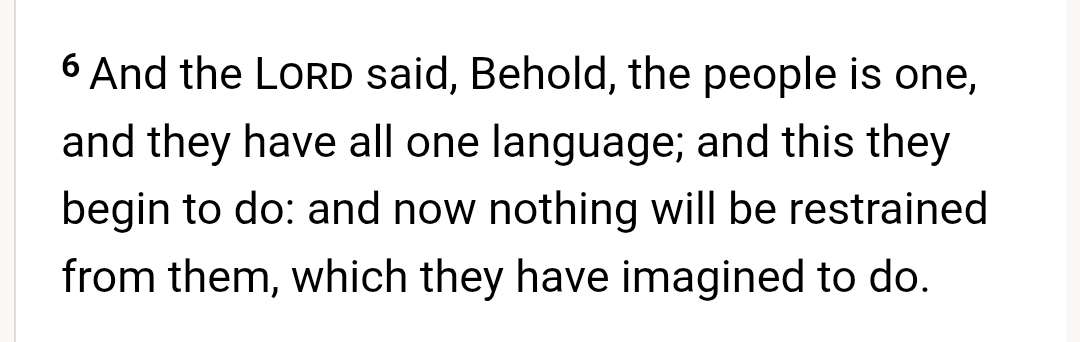 6 And the LORD said, Behold, the people is one,
and they have all one language; and this they
begin to do: and now nothing will be restrained
from them, which they have imagined to do.